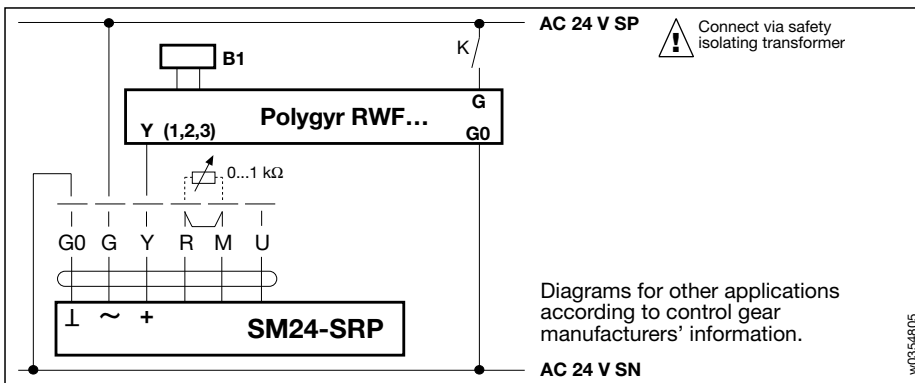 AC 24 V SP
Connect via safety
isolating transformer
K
B1
G
Polygyr RWF...
Y (1,2,3)
G0
0...1 kΩ
G0 G Y R M U
⊥ ~ +
SM24-SRP
Diagrams for other applications
according to control gear
manufacturers' information.
AC 24 V SN
w0354805